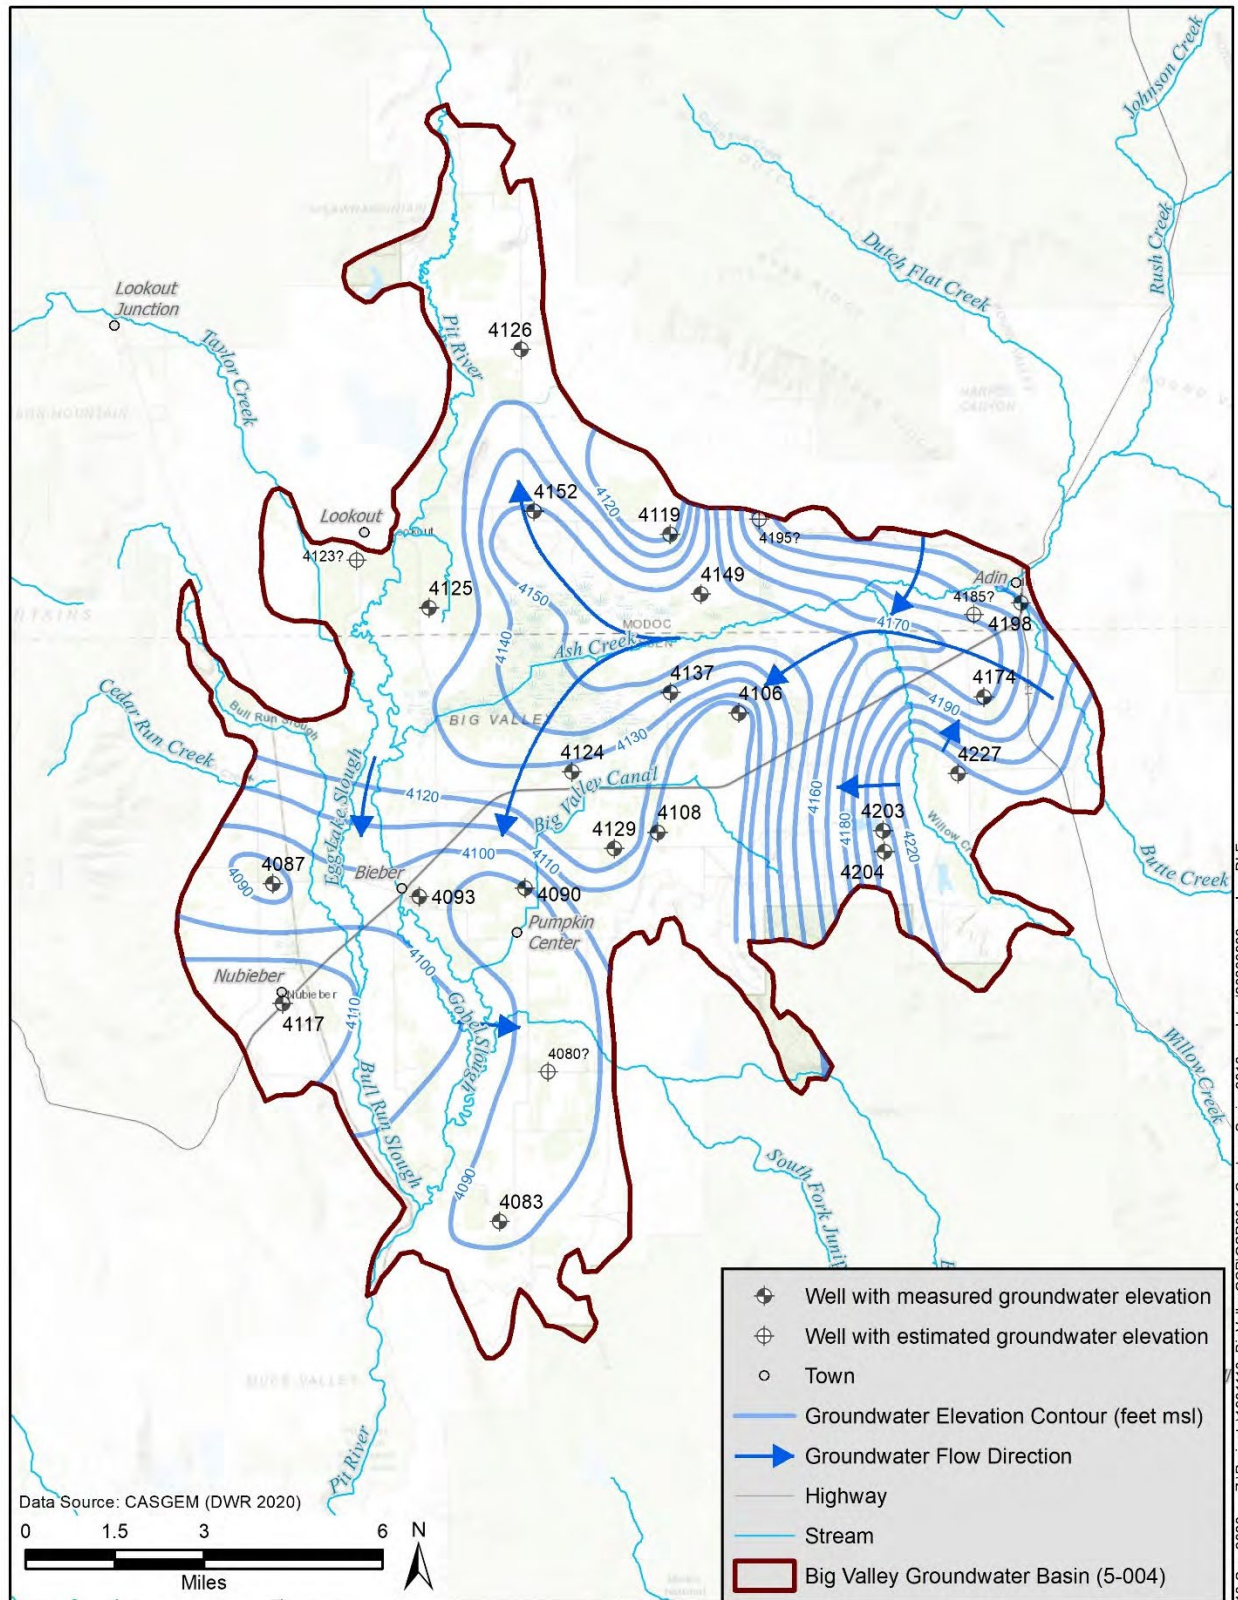 Johnson Creek
Rush Creek
Dutch Flat Creek
Lookout
Junction
Taylor Creek
Pit River
4126
4152
4120
4119
4195?
Lookout
4123?
4125
4149
Adin
4185?
4198
4170
4150
4140
MODOC
Ash Creek
4137
4106
4174
4190
Cedar Run Creek
Bull Run Slough
BIG VALLEY
4130
4124
4227
Big Valley Canal
4120
Egg Lake Slough
4160
4180
4203
4220
4204
Willow C
4129
4108
4110
4100
4087
4090
Bieber
4093
4090
Pumpkin
Center
Butte Creek
4100
Nubieber
Nubieber
4117
4110
Gobel Slough
4080?
Bull Run Slough
4090
4083
South Fork Junip
Willow Creek
Pit River
Well with measured groundwater elevation
Well with estimated groundwater elevation
Town
Groundwater Elevation Contour (feet msl)
Groundwater Flow Direction
Highway
Stream
Big Valley Groundwater Basin (5-004)
Data Source: CASGEM (DWR 2020)
0 1.5 3 6
Miles
N